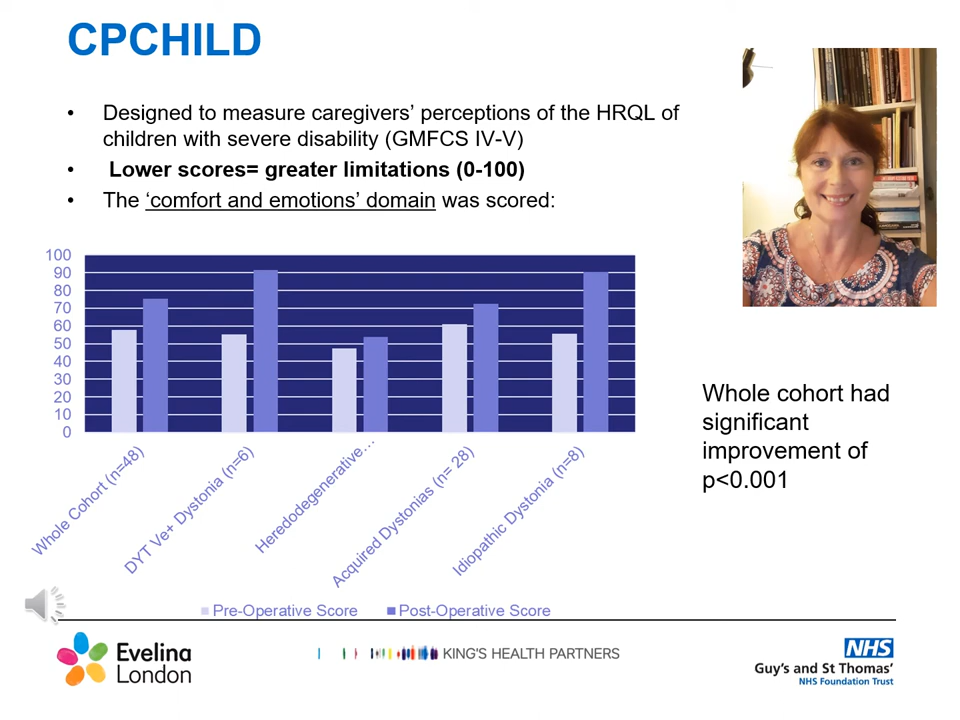 CPCHILD
• Designed to measure caregivers’ perceptions of the HRQL of
children with severe disability (GMFCS IV-V)
• Lower scores= greater limitations (0-100)
• The ‘comfort and emotions’ domain was scored:
100
90
80
70
60
50
40
30
20
10
0
Whole Cohort (n=48)
DYT Ve+ Dystonia (n=6)
Heredodegenerative…
Acquired Dystonias (n= 28)
Idiopathic Dystonia (n=8)
Pre-Operative Score
Post-Operative Score
Whole cohort had
significant
improvement of
p<0.001
Evelina
London
KING'S HEALTH PARTNERS
NHS
Guy's and St Thomas'
NHS Foundation Trust